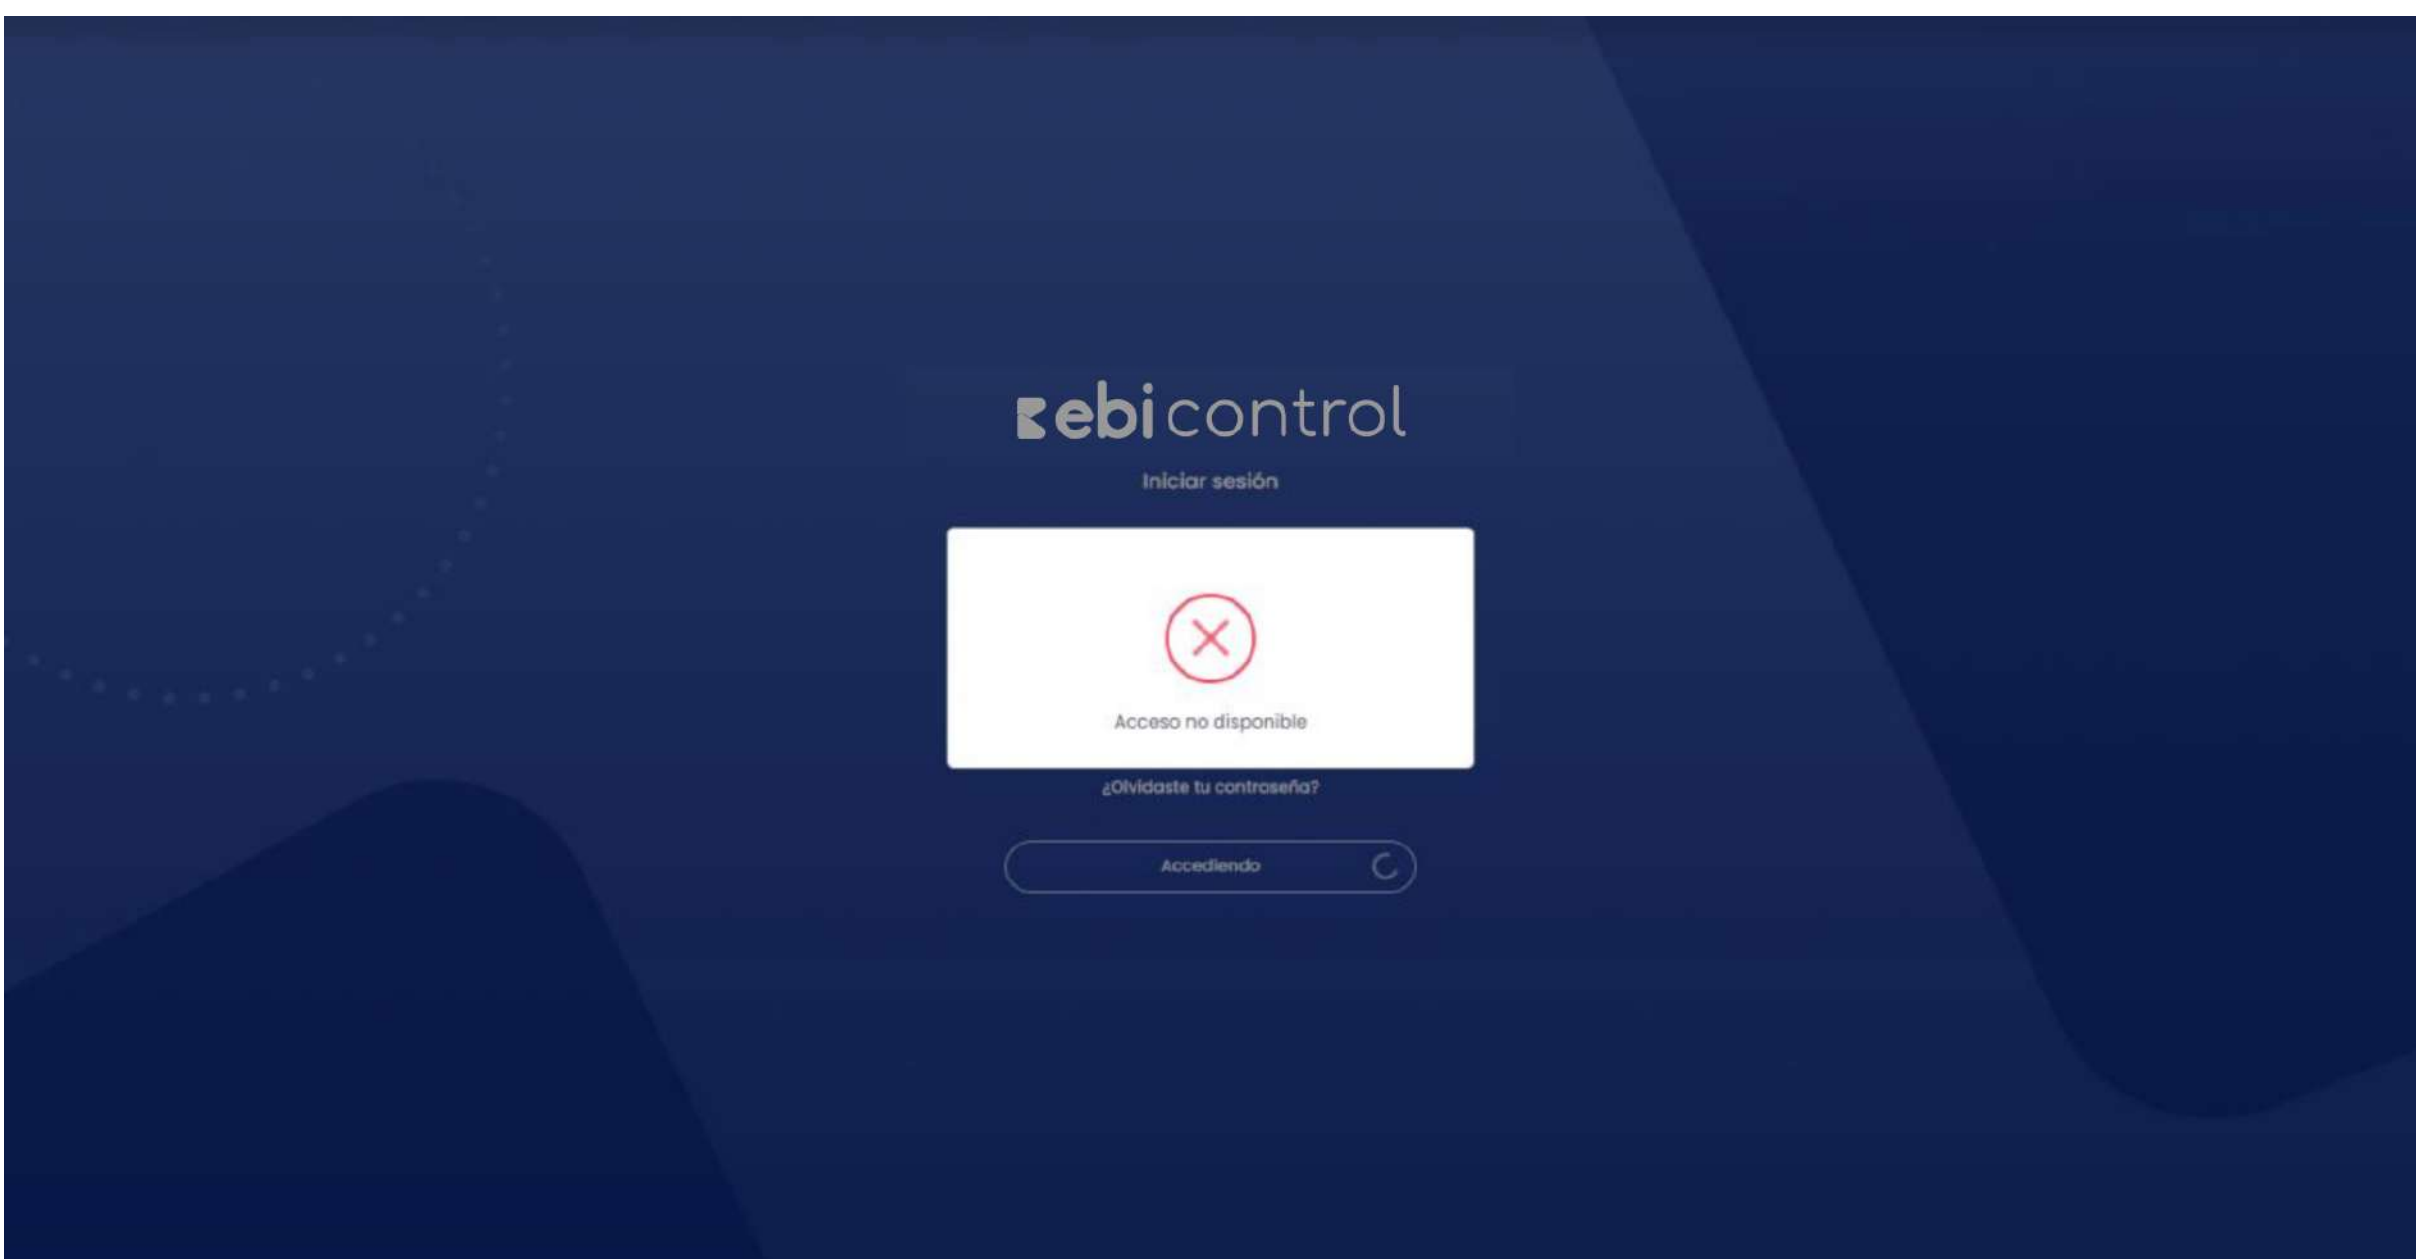 ebicontrol
Iniciar sesión
Acceso no disponible
¿Olvidaste tu contraseña?
Accediendo